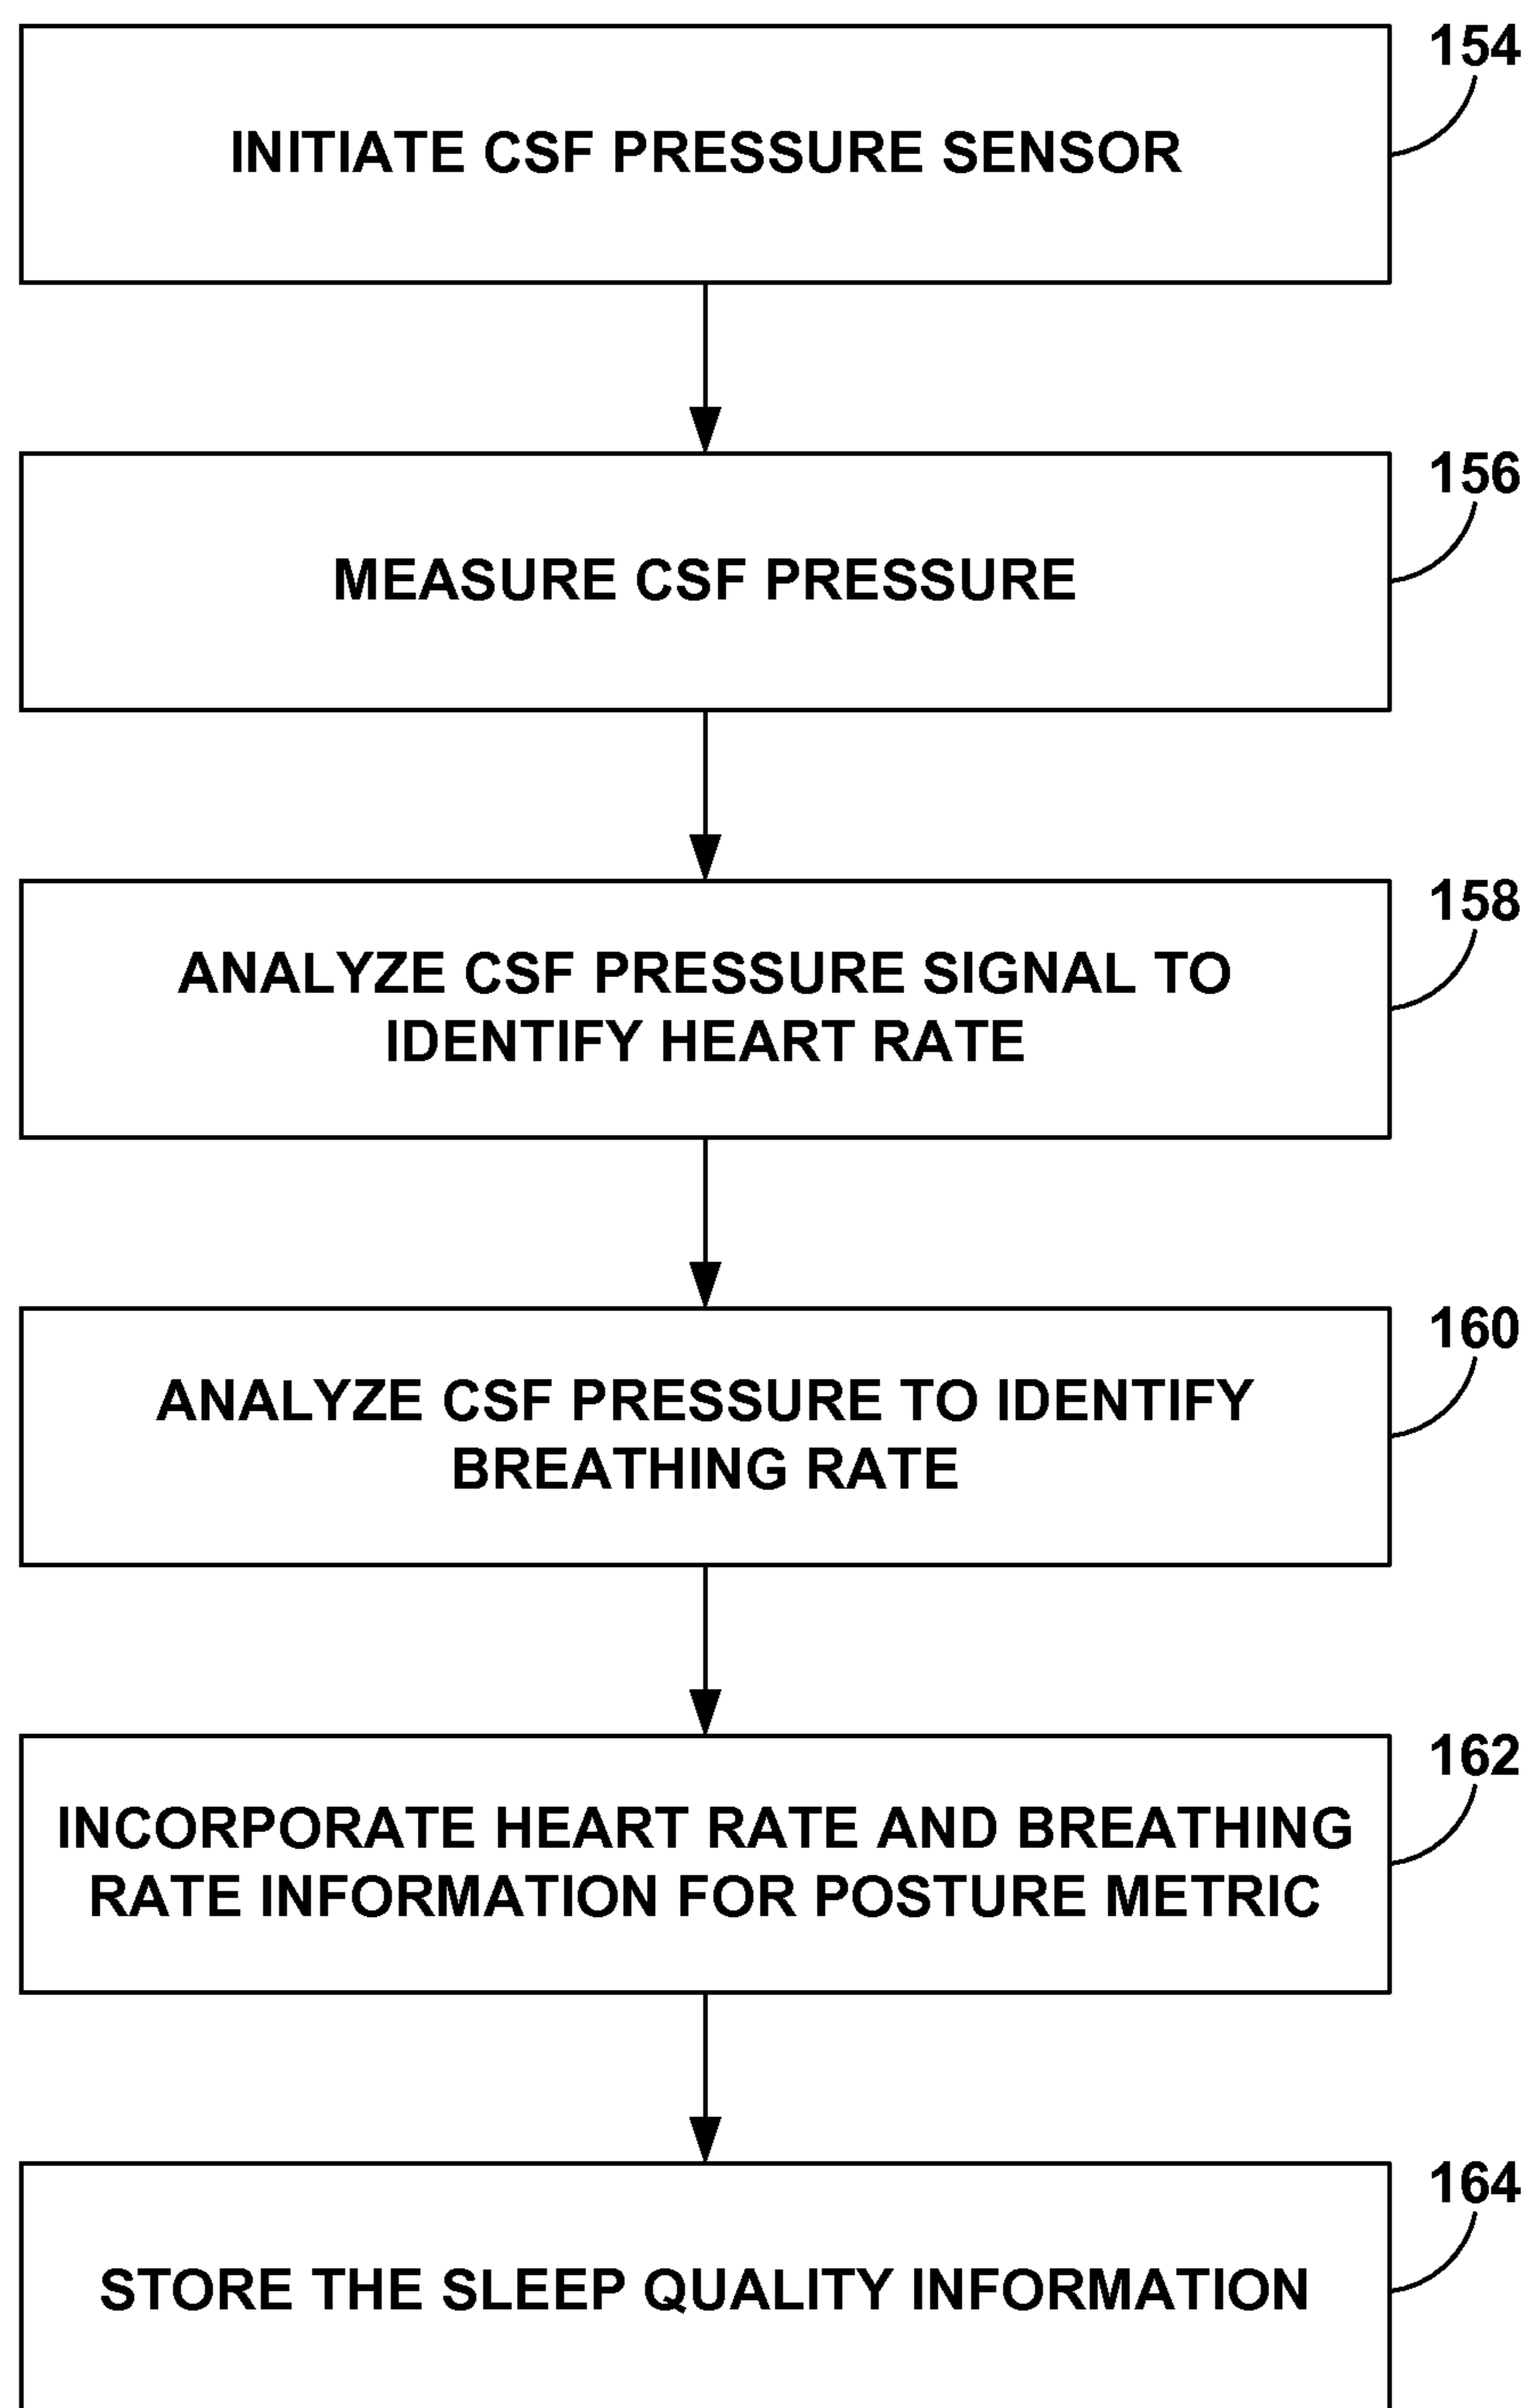 154
INITIATE CSF PRESSURE SENSOR
156
MEASURE CSF PRESSURE
158
ANALYZE CSF PRESSURE SIGNAL TO
IDENTIFY HEART RATE
160
ANALYZE CSF PRESSURE TO IDENTIFY
BREATHING RATE
162
INCORPORATE HEART RATE AND BREATHING
RATE INFORMATION FOR POSTURE METRIC
164
STORE THE SLEEP QUALITY INFORMATION